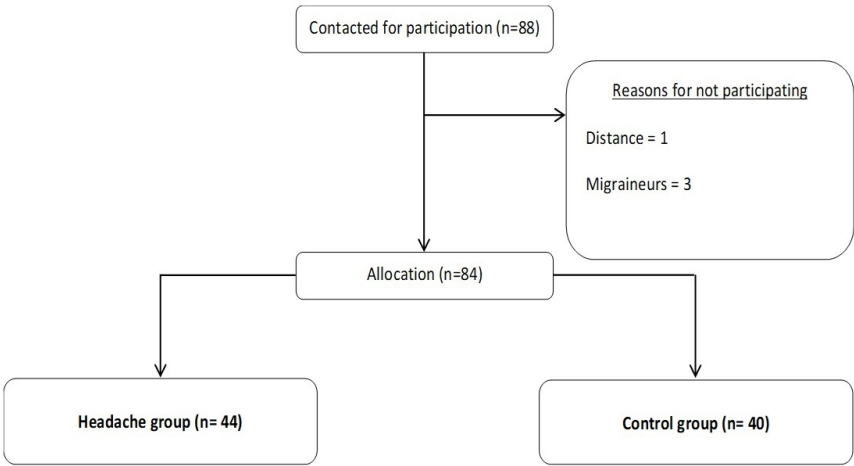 Contacted for participation (n=88)
Reasons for not participating
Distance = 1
Migraineurs = 3
Allocation (n=84)
Headache group (n= 44)
Control group (n= 40)